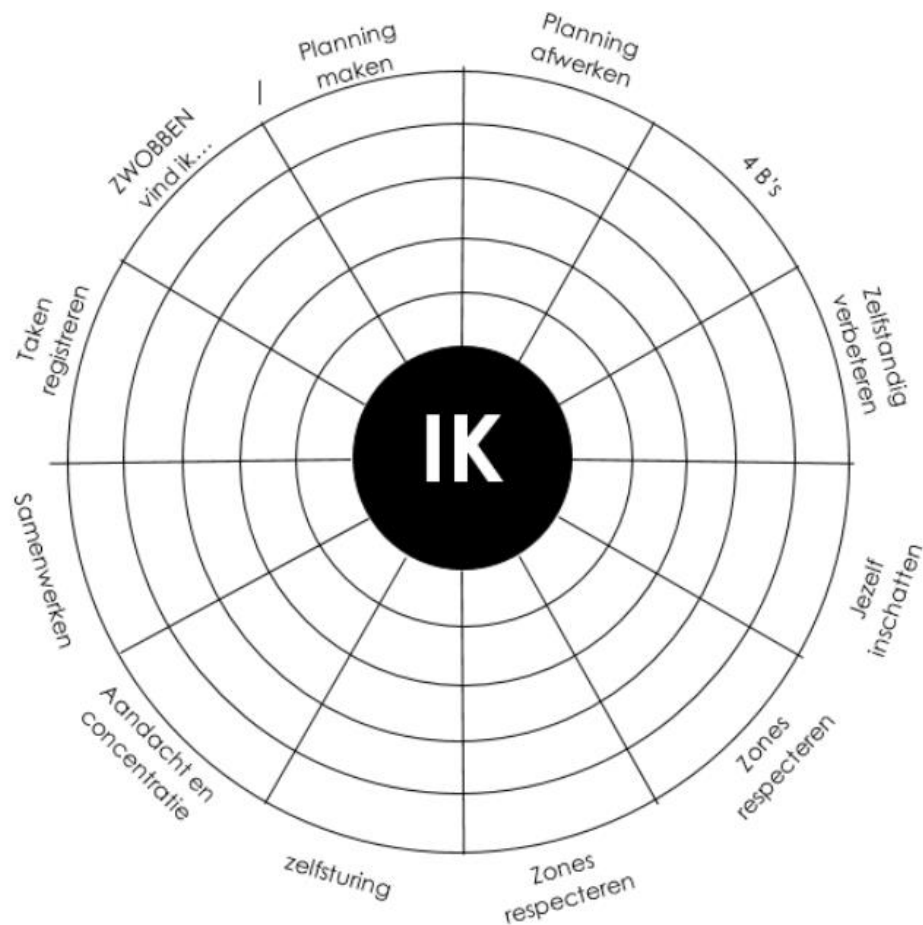 Planning
maken
Planning
afwerken
4 B's
Zelfstandig
verbeteren
Jezelf
inschatten
Zones
respecteren
Zones
respecteren
zelfsturing
Aandacht en
concentratie
Samenwerken
Taken
registreren
ZWOBBEN
vind ik...
IK